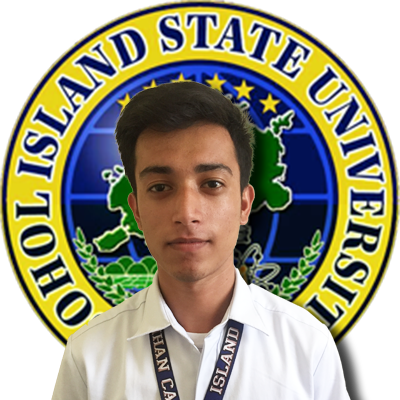 OHOL ISLAND STATE UNIVERSIT
HAN CA
ISLAND